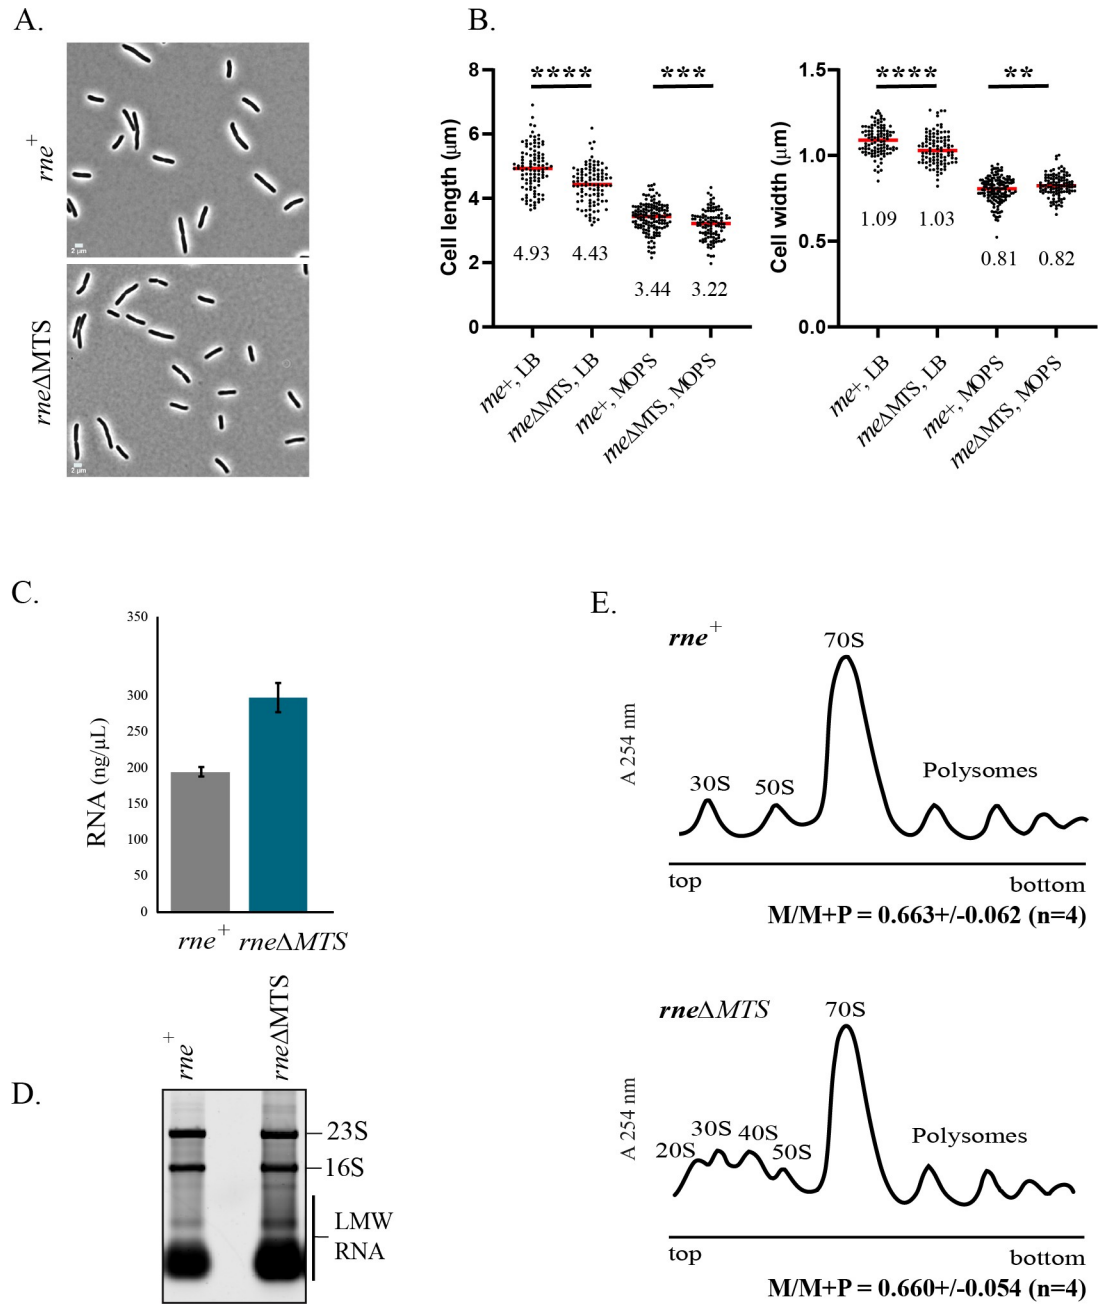 A.
rne+
2 μm
rneΔMTS
2 μm
B.
Cell length (μm)
8
6
4
2
0
**** ***
4.93 4.43
3.44 3.22
rne+, LB
rneΔMTS, LB
rne+, MOPS
rneΔMTS, MOPS
Cell width (μm)
1.5
1.0
0.5
0.0
**** **
1.09 1.03
0.81 0.82
rne+, LB
rneΔMTS, LB
rne+, MOPS
rneΔMTS, MOPS
C.
RNA (ng/μL)
350
300
250
200
150
100
50
0
rne+ rneΔMTS
D.
rne+
rneΔMTS
23S
16S
LMW
RNA
E.
rne+
A 254 nm
70S
30S 50S Polysomes
top bottom
M/M+P = 0.663+/-0.062 (n=4)
rneΔMTS
A 254 nm
70S
20S 30S 40S 50S Polysomes
top bottom
M/M+P = 0.660+/-0.054 (n=4)